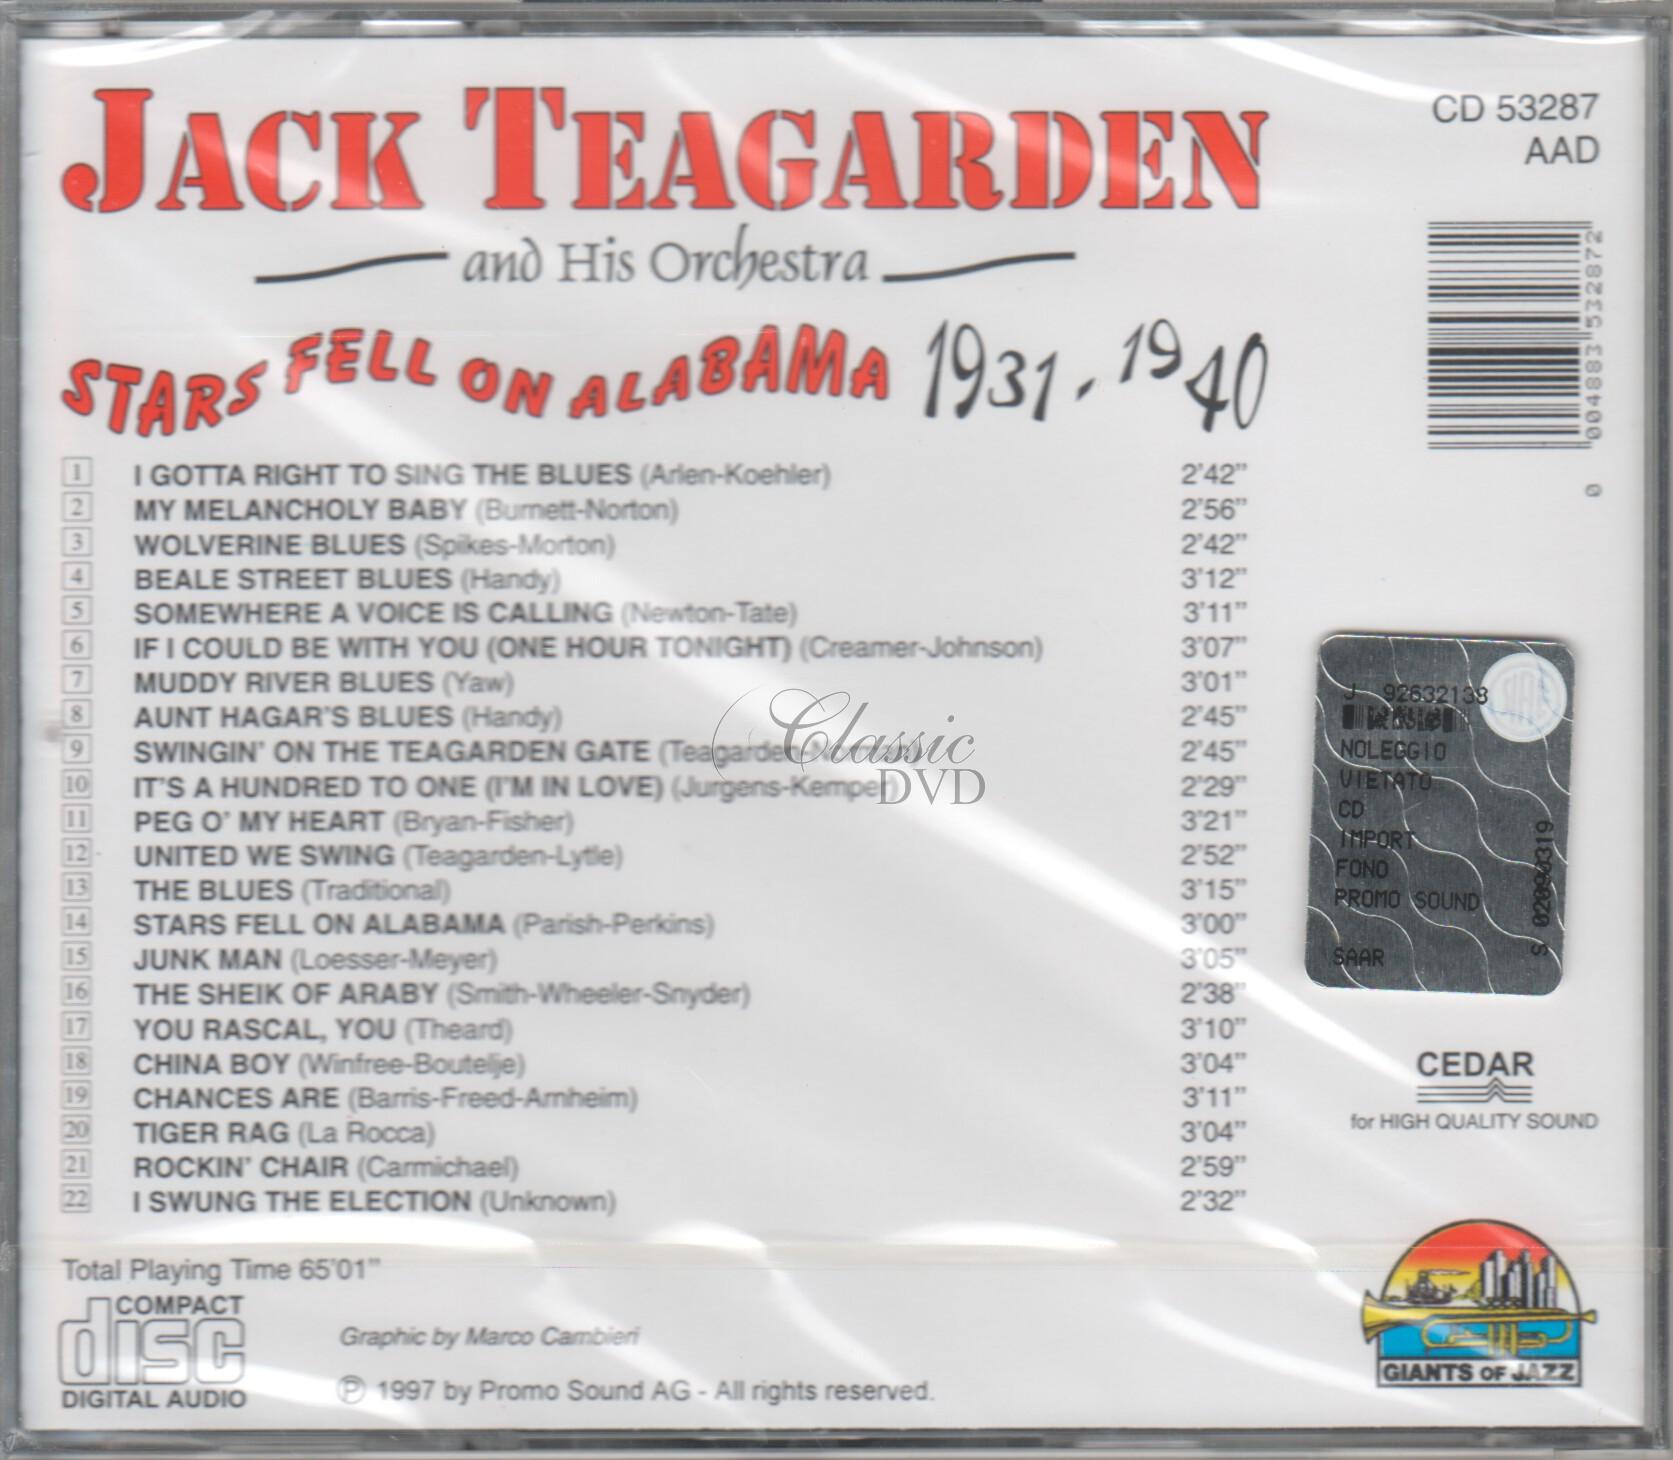 JACK TEAGARDEN
and His Orchestra
STARS FELL ON ALABAMA 1931-1940
CD 53287
AAD
0 004883 532872
1 I GOTTA RIGHT TO SING THE BLUES (Arlen-Koehler) 2'42"
2 MY MELANCHOLY BABY (Burnett-Norton) 2'56"
3 WOLVERINE BLUES (Spikes-Morton) 2'42"
4 BEALE STREET BLUES (Handy) 3'12"
5 SOMEWHERE A VOICE IS CALLING (Newton-Tate) 3'11"
6 IF I COULD BE WITH YOU (ONE HOUR TONIGHT) (Creamer-Johnson) 3'07"
7 MUDDY RIVER BLUES (Yaw) 3'01"
8 AUNT HAGAR'S BLUES (Handy) 2'45"
9 SWINGIN' ON THE TEAGARDEN GATE 2'45"
10 IT'S A HUNDRED TO ONE (I'M IN LOVE) (Jurgens-Kemper) 2'29"
11 PEG O' MY HEART (Bryan-Fisher) 3'21"
12 UNITED WE SWING (Teagarden-Lytle) 2'52"
13 THE BLUES (Traditional) 3'15"
14 STARS FELL ON ALABAMA (Parish-Perkins) 3'00"
15 JUNK MAN (Loesser-Meyer) 3'05"
16 THE SHEIK OF ARABY (Smith-Wheeler-Snyder) 2'38"
17 YOU RASCAL, YOU (Theard) 3'10"
18 CHINA BOY (Winfree-Boutelje) 3'04"
19 CHANCES ARE (Barris-Freed-Arnheim) 3'11"
20 TIGER RAG (La Rocca) 3'04"
21 ROCKIN' CHAIR (Carmichael) 2'59"
22 I SWUNG THE ELECTION (Unknown) 2'32"
Classic
DVD
J 92632138
NOLEGGIO
VIETATO
CD
IMPORT
FONO
PROMO SOUND
SAAR
S 02090319
CEDAR
for HIGH QUALITY SOUND
Total Playing Time 65'01"
COMPACT
disc
DIGITAL AUDIO
Graphic by Marco Cambieri
℗ 1997 by Promo Sound AG - All rights reserved.
GIANTS OF JAZZ